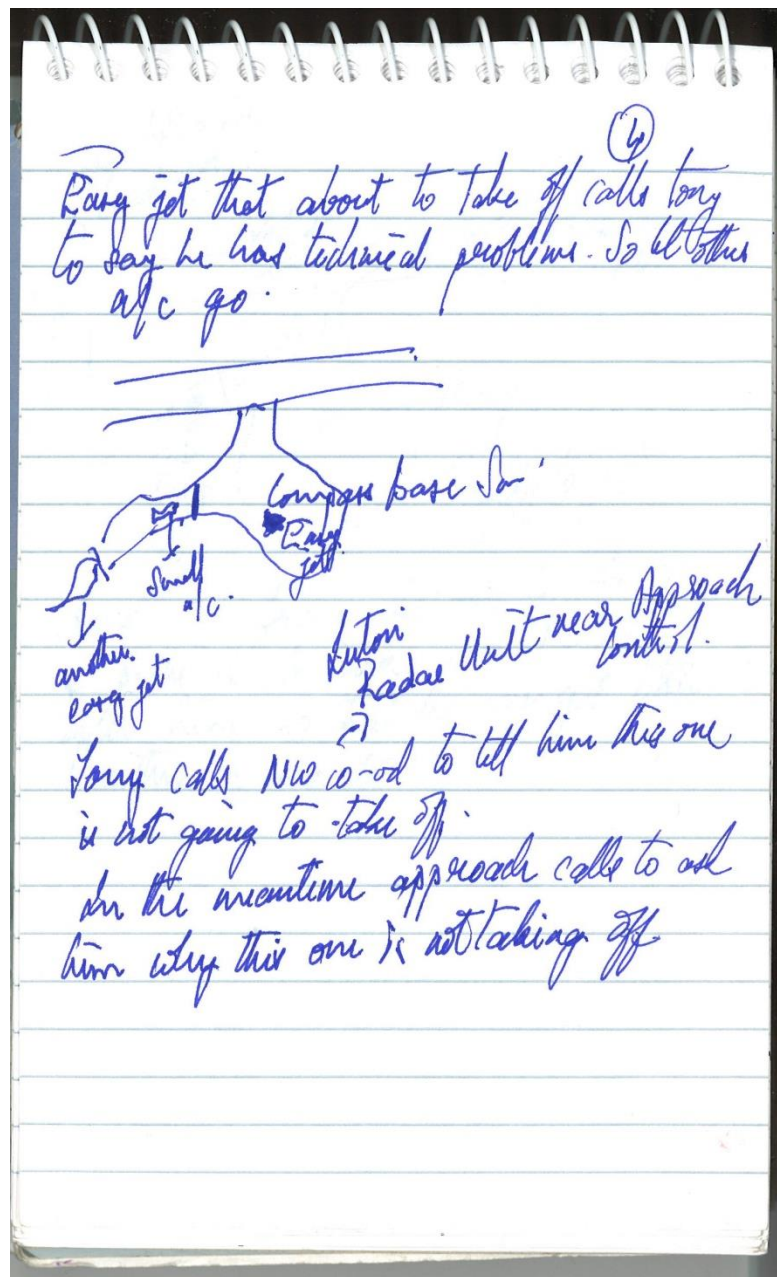 4
Easy jet that about to Take off calls Tony
to say he has technical problems. So let other
a/c go.
Compass base
Easy
jet
Small
a/c.
another
easy jet
Luton
Radar Unit near Approach
Control.
Tony calls NW co-od to tell him this one
is not going to take off.
In the meantime approach calls to ask
him why this one is not taking off